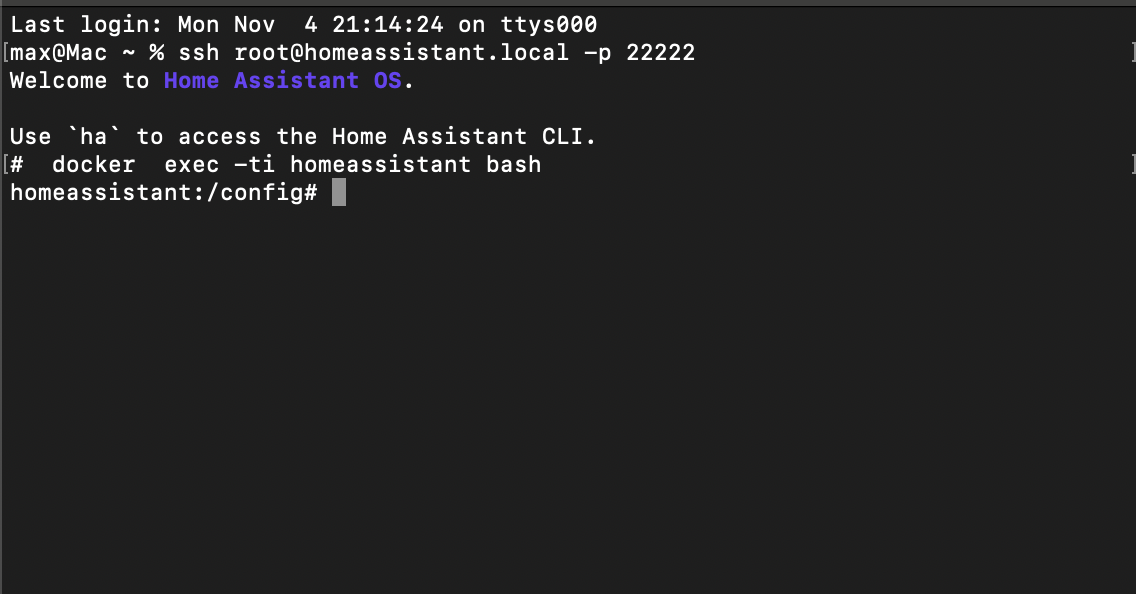 Last login: Mon Nov  4 21:14:24 on ttys000
[max@Mac ~ % ssh root@homeassistant.local -p 22222 ]
Welcome to Home Assistant OS.
Use `ha` to access the Home Assistant CLI.
[#  docker  exec -ti homeassistant bash ]
homeassistant:/config#